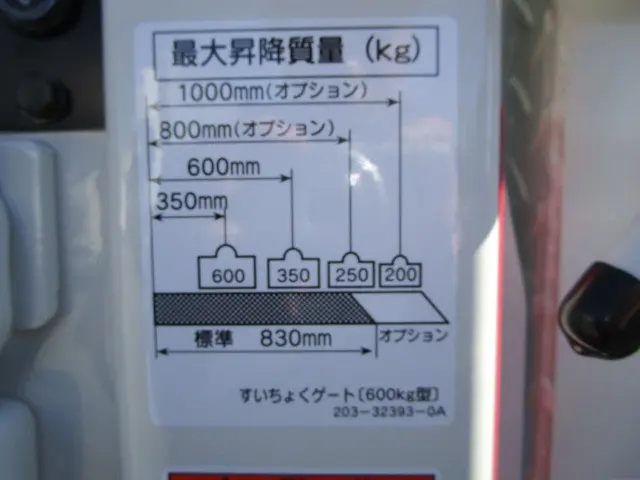 最大昇降質量（kg）
1000mm（オプション）
800mm（オプション）
600mm
350mm
600 350 250 200
標準 830mm オプション
すいちょくゲート〔600kg型〕
203-32393-0A